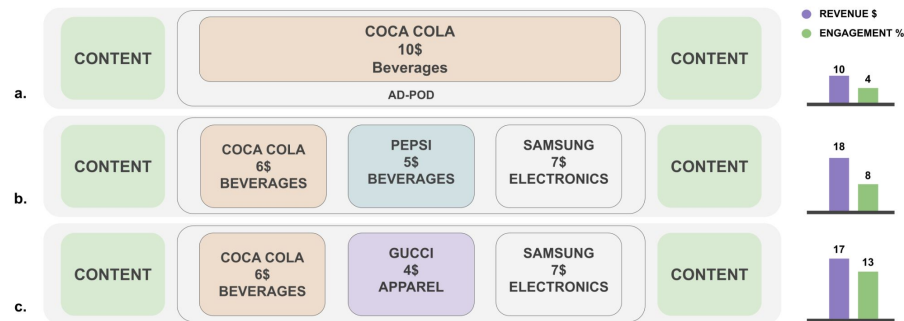 REVENUE $
ENGAGEMENT %
a.
CONTENT
COCA COLA
10$
Beverages
AD-POD
CONTENT
10
4
b.
CONTENT
COCA COLA
6$
BEVERAGES
PEPSI
5$
BEVERAGES
SAMSUNG
7$
ELECTRONICS
CONTENT
18
8
c.
CONTENT
COCA COLA
6$
BEVERAGES
GUCCI
4$
APPAREL
SAMSUNG
7$
ELECTRONICS
CONTENT
17
13